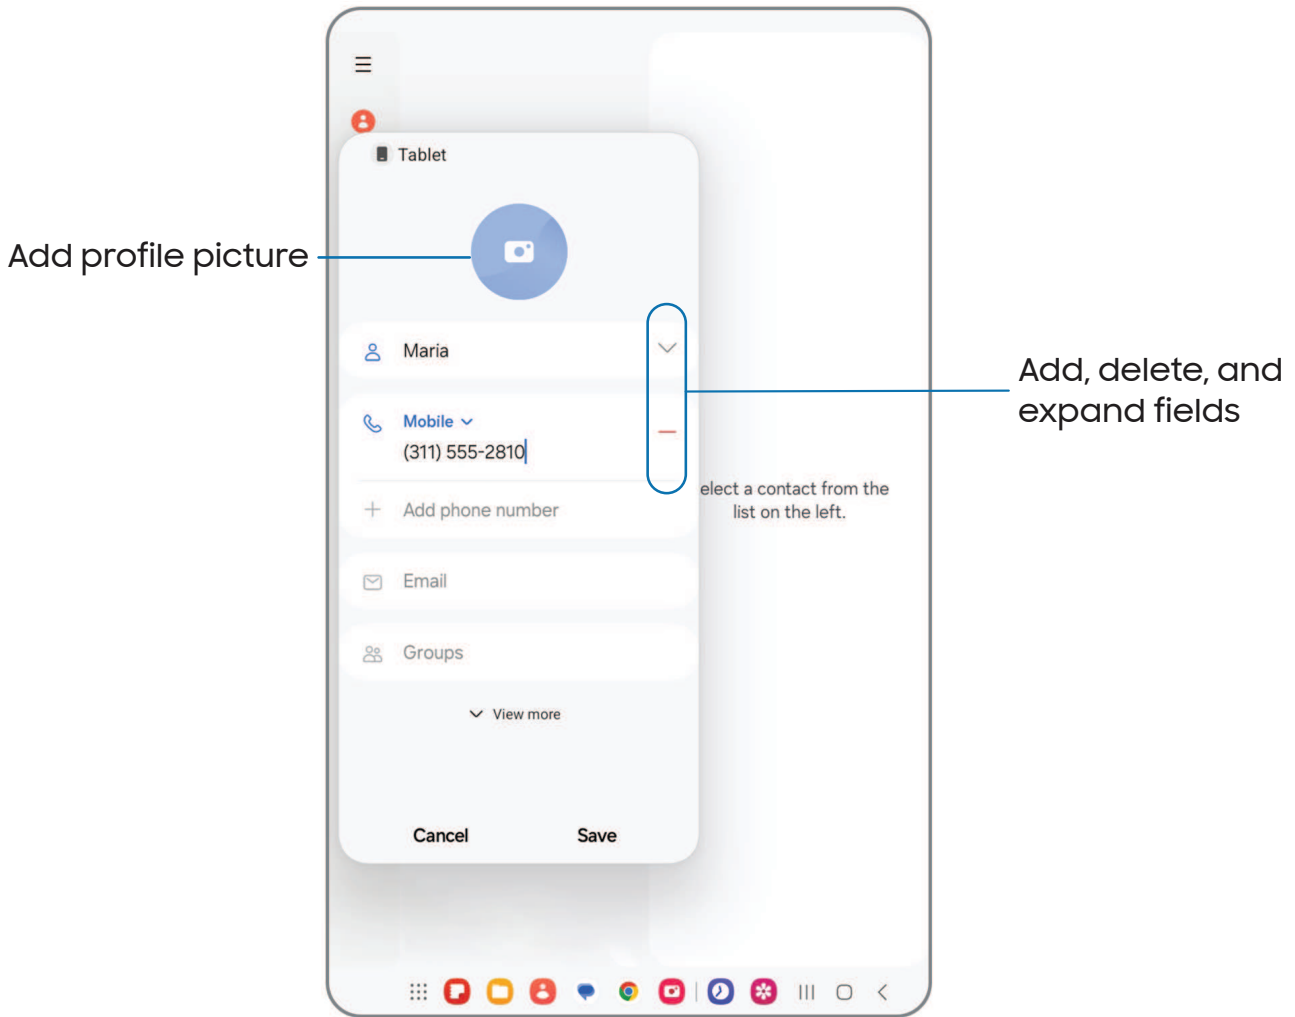 Tablet
Add profile picture
Maria
Add, delete, and
expand fields
Mobile
(311) 555-2810
elect a contact from the
list on the left.
Add phone number
Email
Groups
View more
Cancel
Save